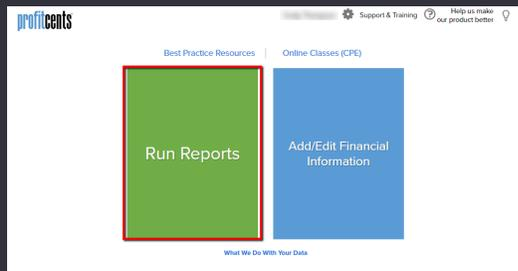 profitcents
Support & Training
Help us make
our product better
Best Practice Resources
Online Classes (CPE)
Run Reports
Add/Edit Financial
Information
What We Do With Your Data